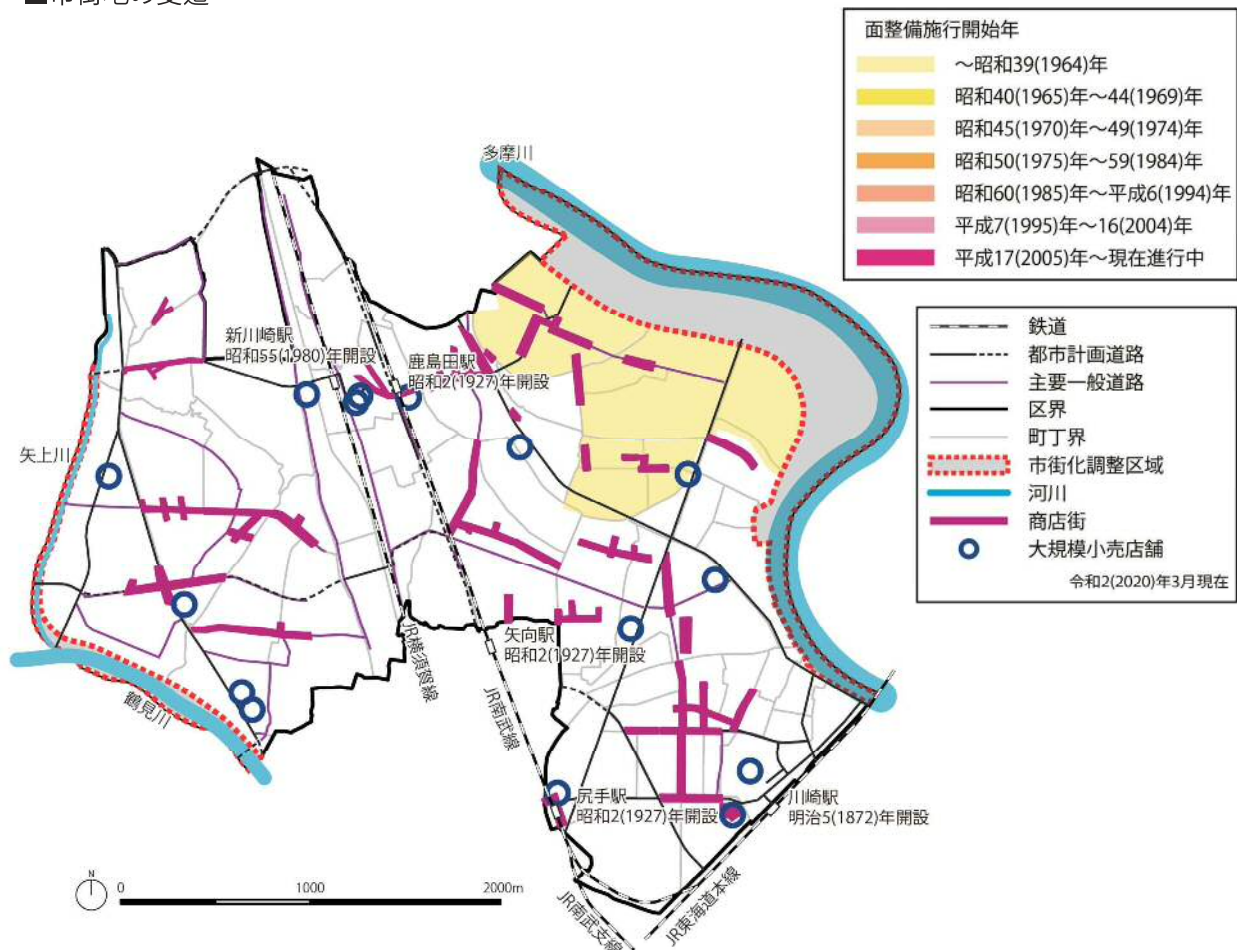 ■市街地の変遷
面整備施行開始年
～昭和39(1964)年
昭和40(1965)年～44(1969)年
昭和45(1970)年～49(1974)年
昭和50(1975)年～59(1984)年
昭和60(1985)年～平成6(1994)年
平成7(1995)年～16(2004)年
平成17(2005)年～現在進行中
鉄道
都市計画道路
主要一般道路
区界
町丁界
市街化調整区域
河川
商店街
大規模小売店舗
令和2(2020)年3月現在
多摩川
新川崎駅
昭和55(1980)年開設
鹿島田駅
昭和2(1927)年開設
矢上川
矢向駅
昭和2(1927)年開設
JR横須賀線
JR南武線
鶴見川
尻手駅
昭和2(1927)年開設
川崎駅
明治5(1872)年開設
JR南武支線
JR東海道本線
N
0
1000
2000m